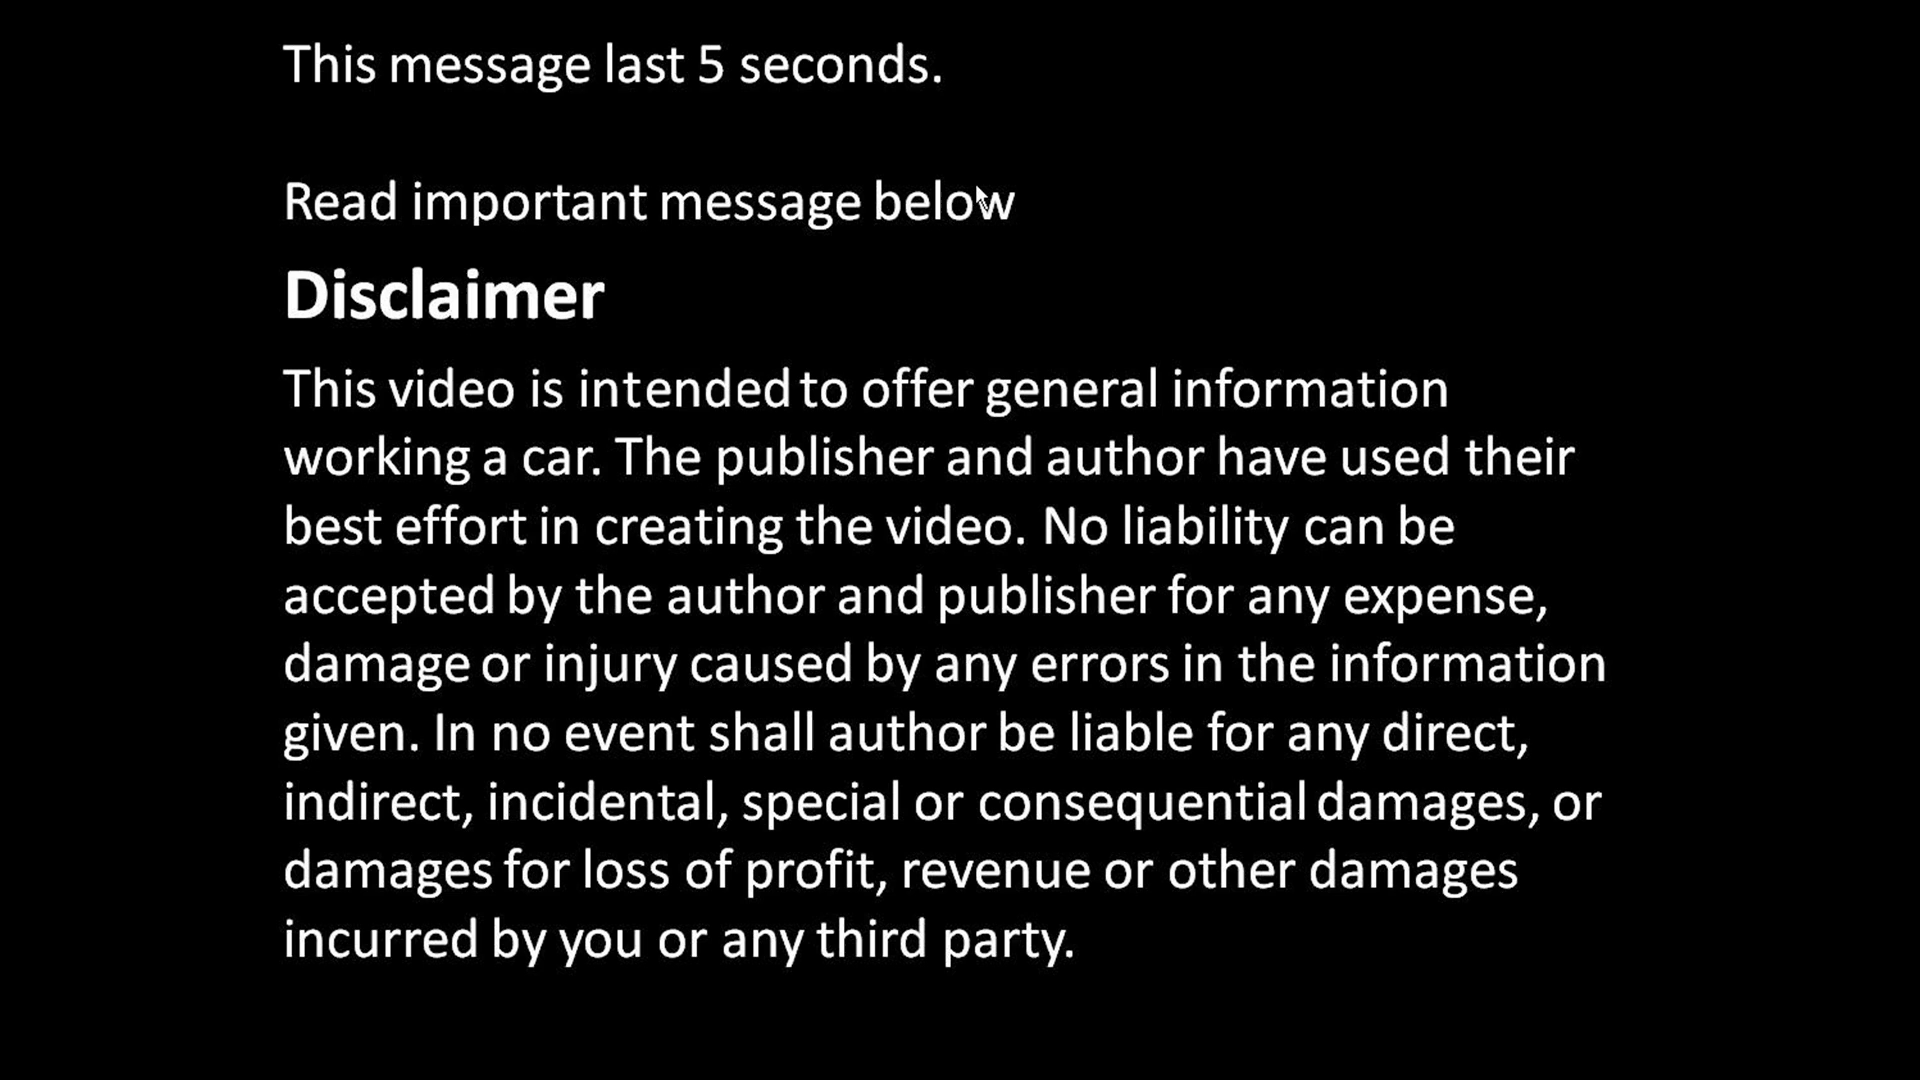 This message last 5 seconds.
Read important message below
Disclaimer
This video is intended to offer general information
working a car. The publisher and author have used their
best effort in creating the video. No liability can be
accepted by the author and publisher for any expense,
damage or injury caused by any errors in the information
given. In no event shall author be liable for any direct,
indirect, incidental, special or consequential damages, or
damages for loss of profit, revenue or other damages
incurred by you or any third party.